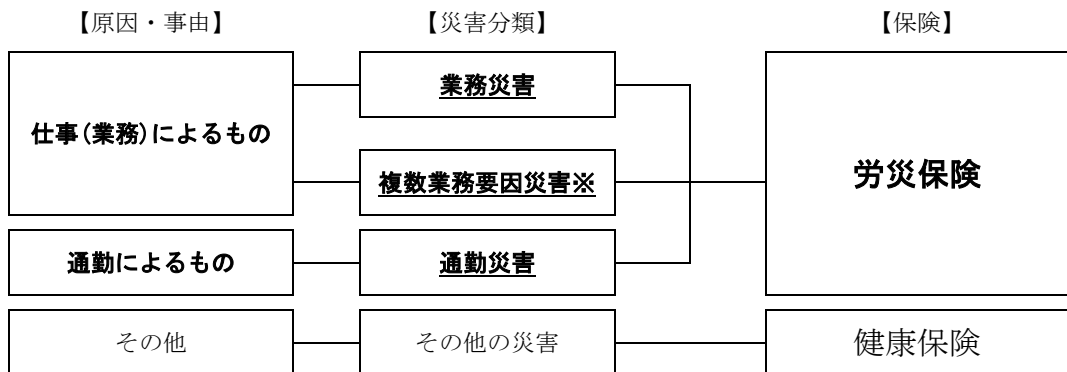 【原因・事由】
【災害分類】
【保険】
仕事(業務)によるもの
業務災害
複数業務要因災害※
労災保険
通勤によるもの
通勤災害
その他
その他の災害
健康保険